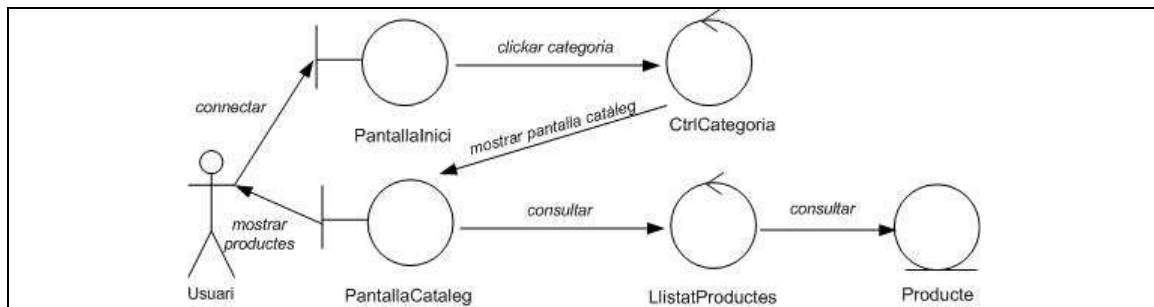 clickar categoria
connectar
PantallaInici
mostrar pantalla catàleg
CtrlCategoria
mostrar
productes
consultar
consultar
Usuari
PantallaCataleg
LlistatProductes
Producte